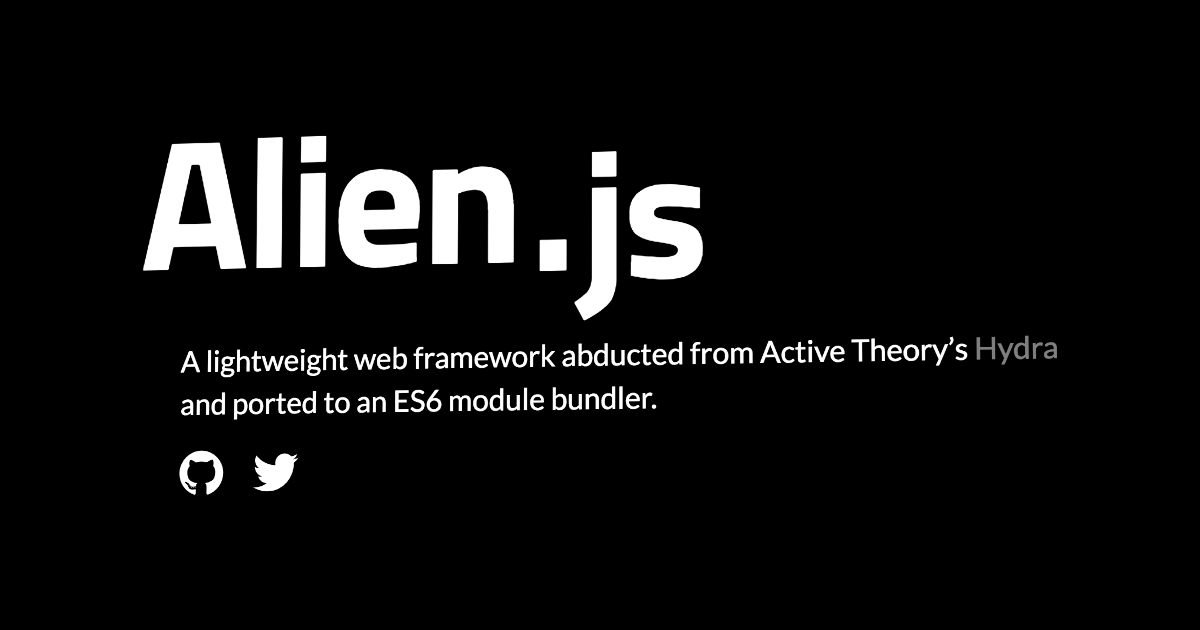 Alien.js
A lightweight web framework abducted from Active Theory’s Hydra
and ported to an ES6 module bundler.